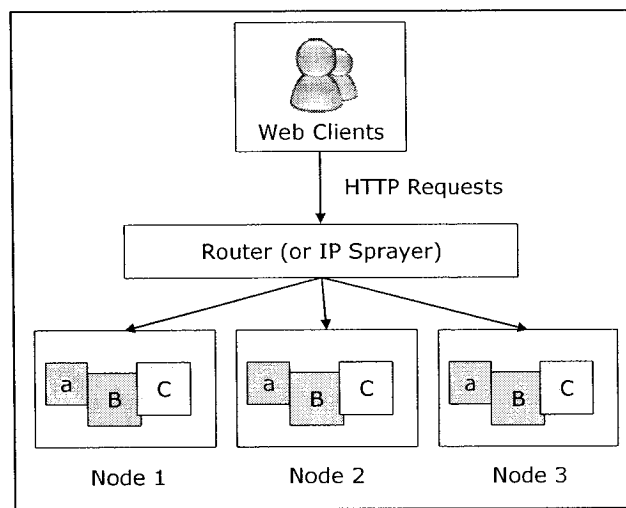 Web Clients
HTTP Requests
Router (or IP Sprayer)
a B C
a B C
a B C
Node 1
Node 2
Node 3